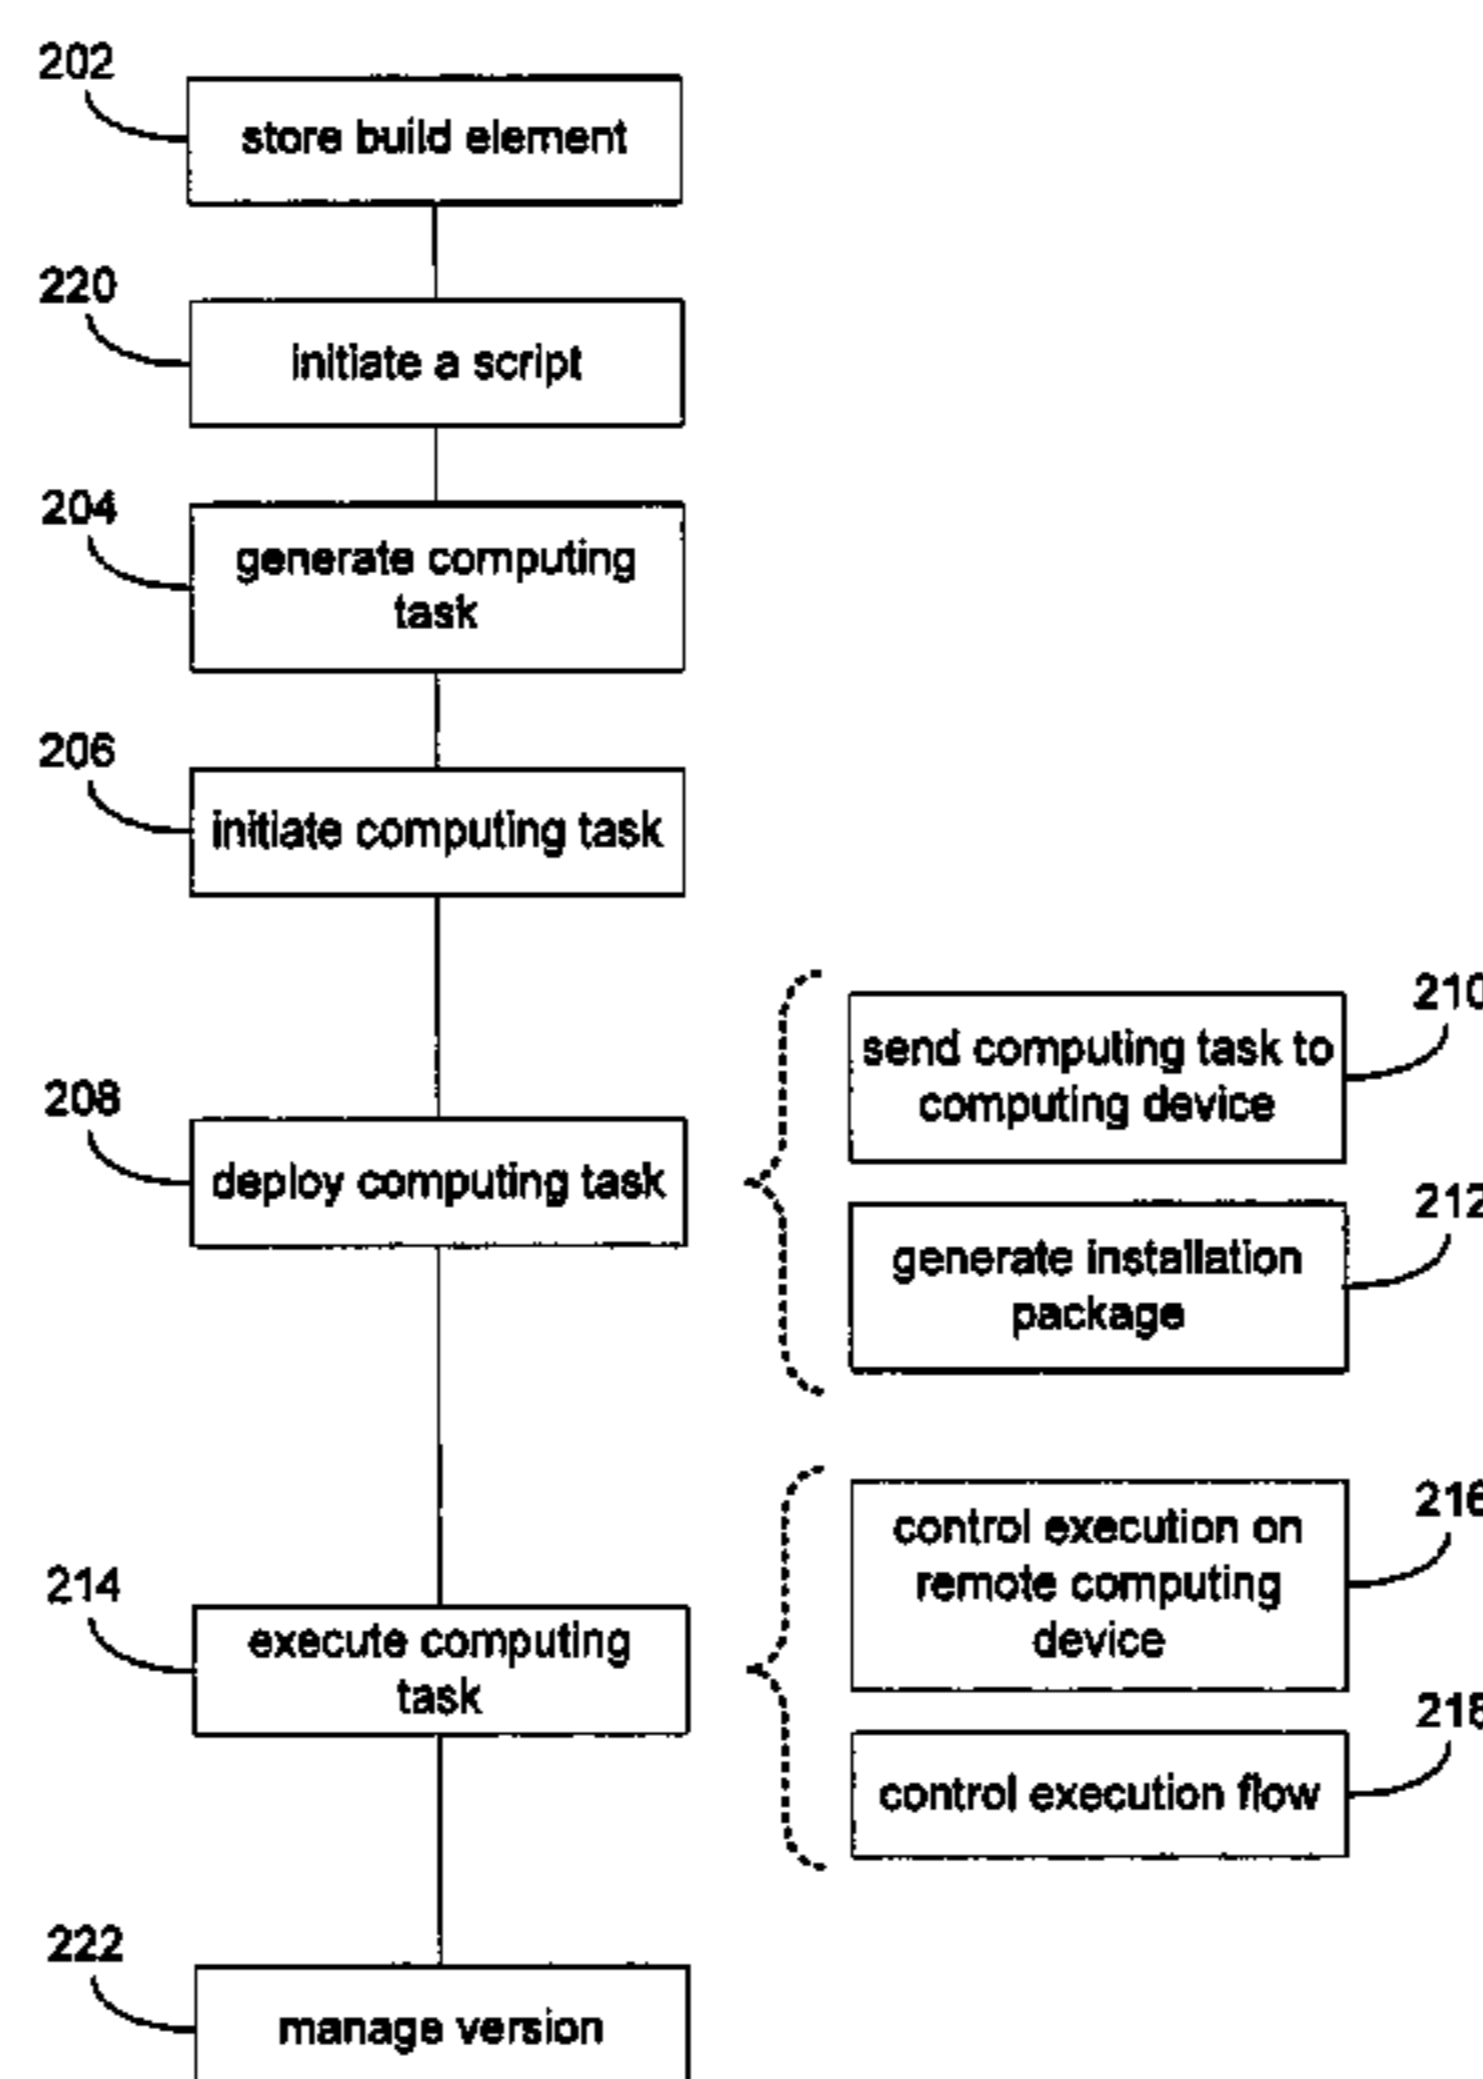 202
store build element
220
initiate a script
204
generate computing
task
206
initiate computing task
210
send computing task to
computing device
208
deploy computing task
212
generate installation
package
216
control execution on
remote computing
device
214
execute computing
task
218
control execution flow
222
manage version